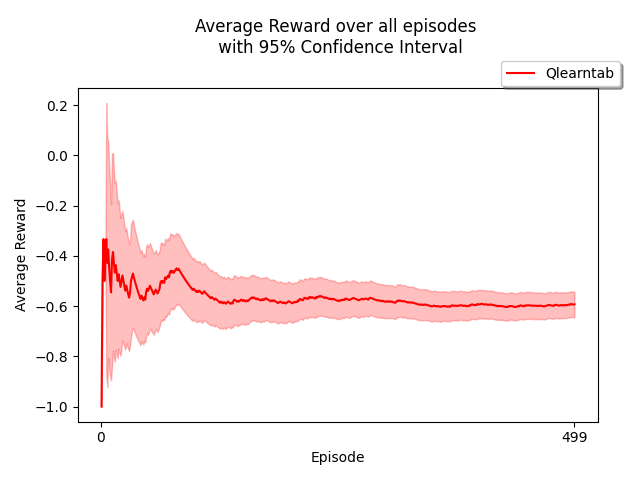 Average Reward over all episodes
with 95% Confidence Interval
Qlearntab
0.2
0.0
−0.2
−0.4
−0.6
−0.8
−1.0
Average Reward
0
499
Episode